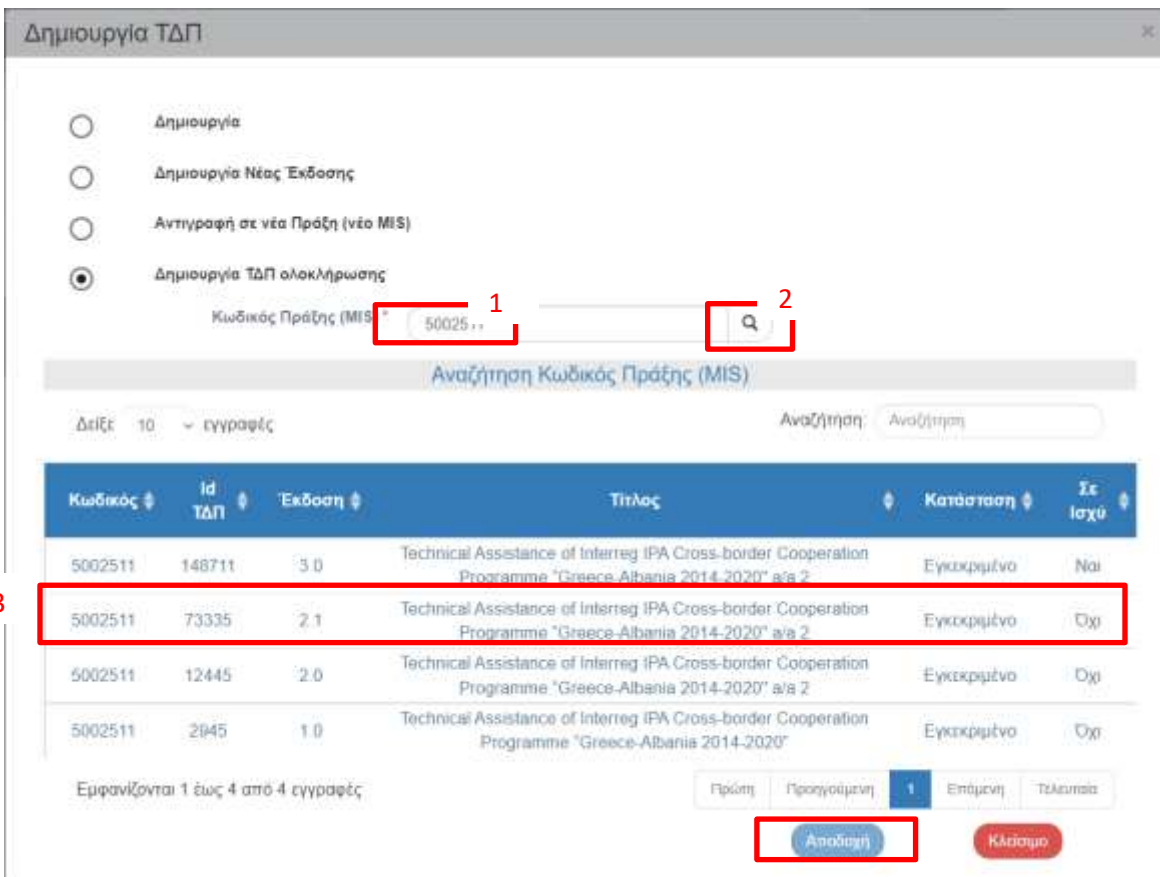 Δημιουργία ΤΔΠ ×
Δημιουργία
Δημιουργία Νέας Έκδοσης
Αντιγραφή σε νέα Πράξη (νέο MIS)
Δημιουργία ΤΔΠ ολοκλήρωσης
1 2
Κωδικός Πράξης (MIS *
Αναζήτηση Κωδικός Πράξης (MIS)
Δείξε 10 εγγραφές Αναζήτηση: Αναζήτηση
Κωδικός Id ΤΔΠ Έκδοση Τίτλος Κατάσταση Σε Ισχύ
5002511 148711 3.0 Technical Assistance of Interreg IPA Cross-border Cooperation Εγκεκριμένο Ναι
Programme "Greece-Albania 2014-2020" a/a 2
3
5002511 73335 2.1 Technical Assistance of Interreg IPA Cross-border Cooperation Εγκεκριμένο Όχι
Programme "Greece-Albania 2014-2020" a/a 2
5002511 12445 2.0 Technical Assistance of Interreg IPA Cross-border Cooperation Εγκεκριμένο Όχι
Programme "Greece-Albania 2014-2020" a/a 2
5002511 2945 1.0 Technical Assistance of Interreg IPA Cross-border Cooperation Εγκεκριμένο Όχι
Programme "Greece-Albania 2014-2020"
Εμφανίζονται 1 έως 4 από 4 εγγραφές Πρώτη Προηγούμενη 1 Επόμενη Τελευταία
Αποδοχή Κλείσιμο